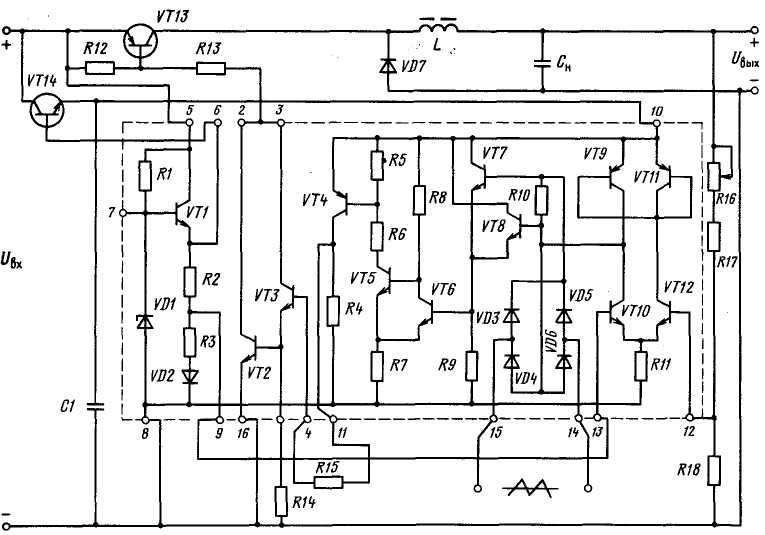 VT13
R12
R13
L
VD7
Cн
+
Uвых
−
+
VT14
5
6
2
3
10
R1
VT1
7
VT4
R5
R6
R8
VT7
R10
VT8
VT9
VT11
R16
R17
Uвх
VD1
R2
R3
VD2
VT3
VT2
R4
VT5
VT6
R7
R9
VD3
VD5
VD4
VD6
VT10
VT12
R11
C1
8
9
16
4
11
15
14
13
12
R15
R14
R18
−